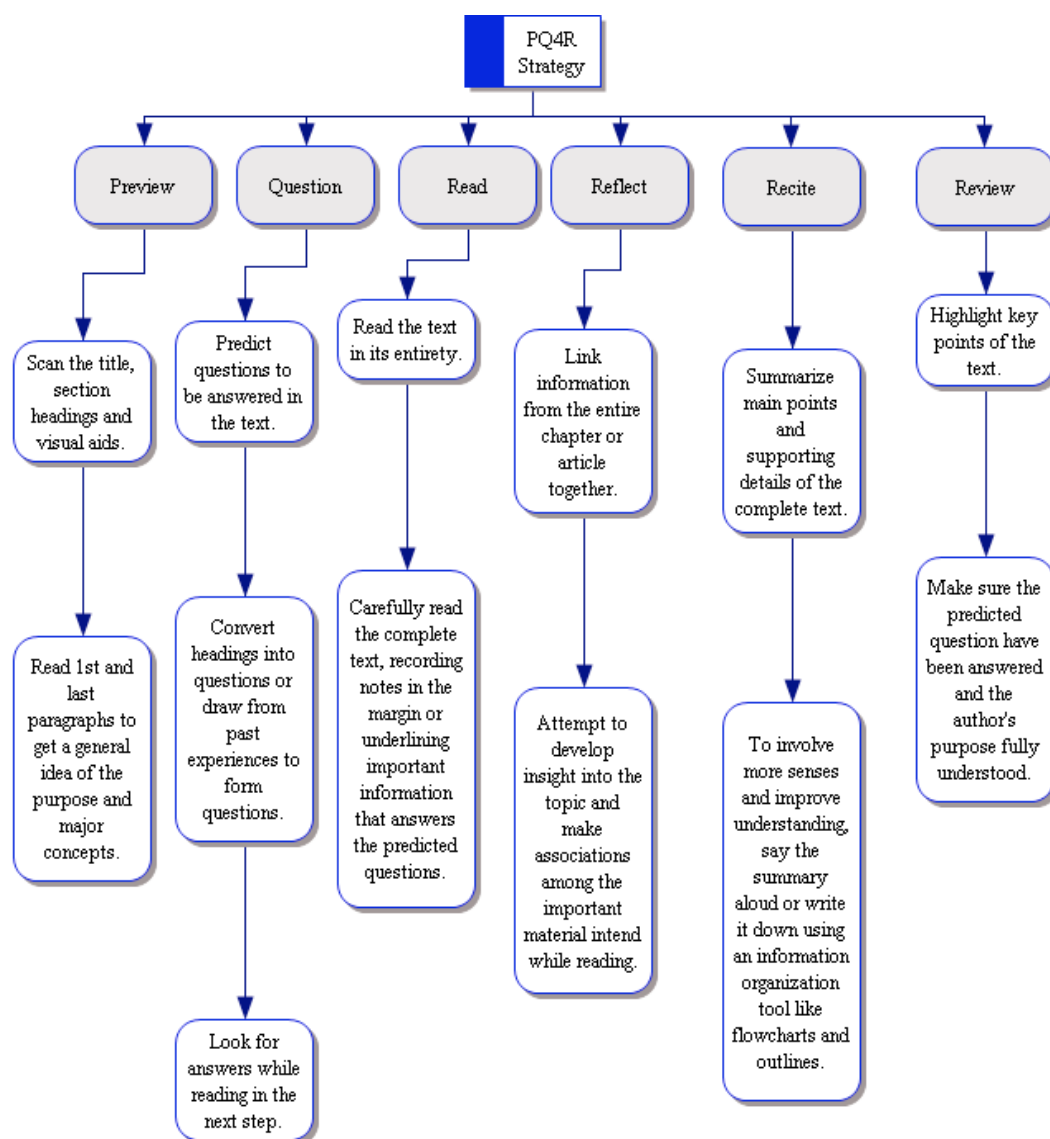 PQ4R
Strategy
Preview
Question
Read
Reflect
Recite
Review
Scan the title,
section
headings and
visual aids.
Read 1st and
last
paragraphs to
get a general
idea of the
purpose and
major
concepts.
Predict
questions to
be answered in
the text.
Convert
headings into
questions or
draw from
past
experiences to
form
questions.
Look for
answers while
reading in the
next step.
Read the text
in its entirety.
Carefully read
the complete
text, recording
notes in the
margin or
underlining
important
information
that answers
the predicted
questions.
Link
information
from the entire
chapter or
article
together.
Attempt to
develop
insight into the
topic and
make
associations
among the
important
material intend
while reading.
Summarize
main points
and
supporting
details of the
complete text.
To involve
more senses
and improve
understanding,
say the
summary
aloud or write
it down using
an information
organization
tool like
flowcharts and
outlines.
Highlight key
points of the
text.
Make sure the
predicted
question have
been answered
and the
author's
purpose fully
understood.